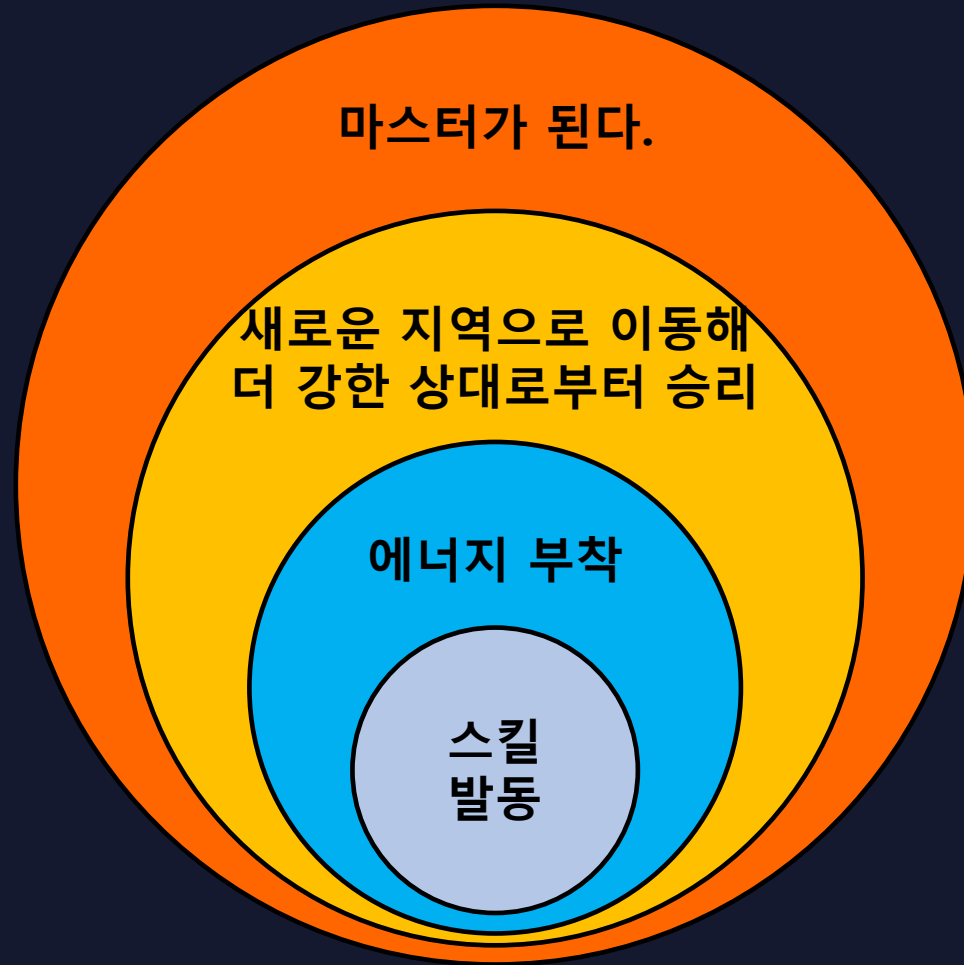 마스터가 된다.
새로운 지역으로 이동해
더 강한 상대로부터 승리
에너지 부착
스킬
발동